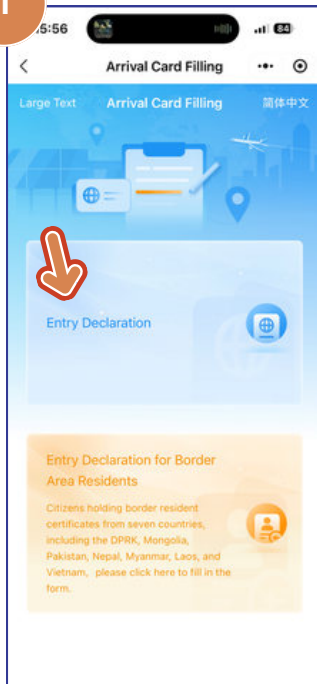 5:56
84
Arrival Card Filling
Large Text
Arrival Card Filling
简体中文
Entry Declaration
Entry Declaration for Border
Area Residents
Citizens holding border resident
certificates from seven countries,
including the DPRK, Mongolia,
Pakistan, Nepal, Myanmar, Laos, and
Vietnam, please click here to fill in the
form.